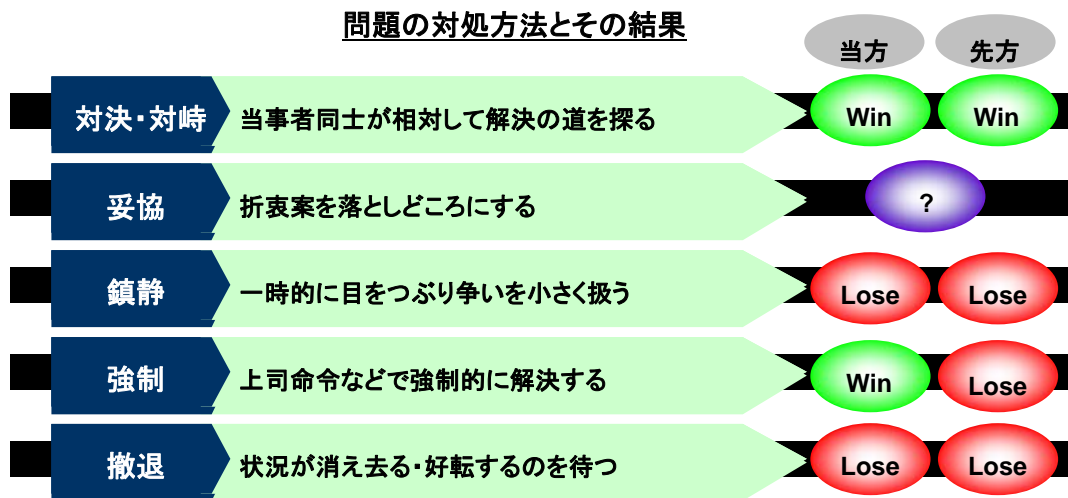 問題の対処方法とその結果
当方 先方
対決・対峙 当事者同士が相対して解決の道を探る Win Win
妥協 折衷案を落としどころにする ?
鎮静 一時的に目をつぶり争いを小さく扱う Lose Lose
強制 上司命令などで強制的に解決する Win Lose
撤退 状況が消え去る・好転するのを待つ Lose Lose